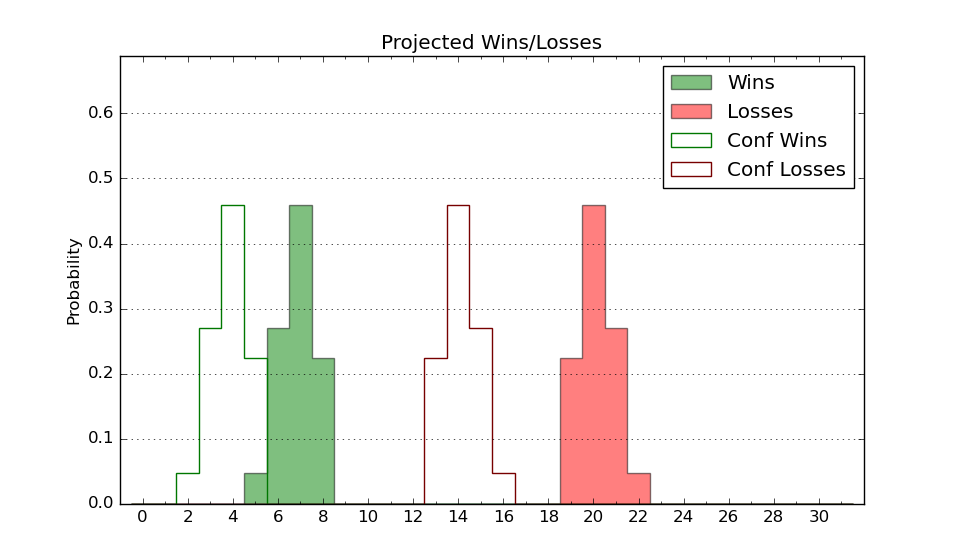 Projected Wins/Losses
Wins
Losses
Conf Wins
Conf Losses
Probability
0.6
0.5
0.4
0.3
0.2
0.1
0.0
0 2 4 6 8 10 12 14 16 18 20 22 24 26 28 30